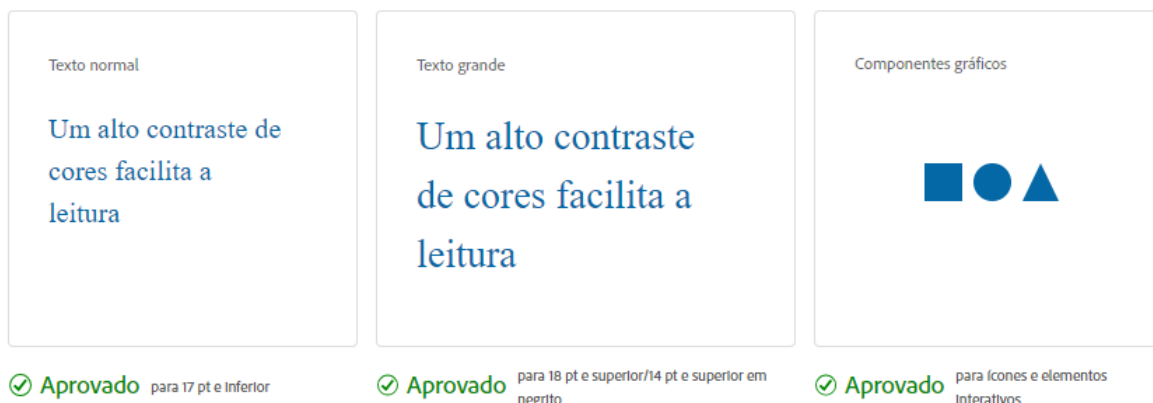 Texto normal
Um alto contraste de
cores facilita a
leitura
Aprovado para 17 pt e inferior
Texto grande
Um alto contraste
de cores facilita a
leitura
Aprovado para 18 pt e superior/14 pt e superior em
negrito
Componentes gráficos
Aprovado para ícones e elementos
interativos